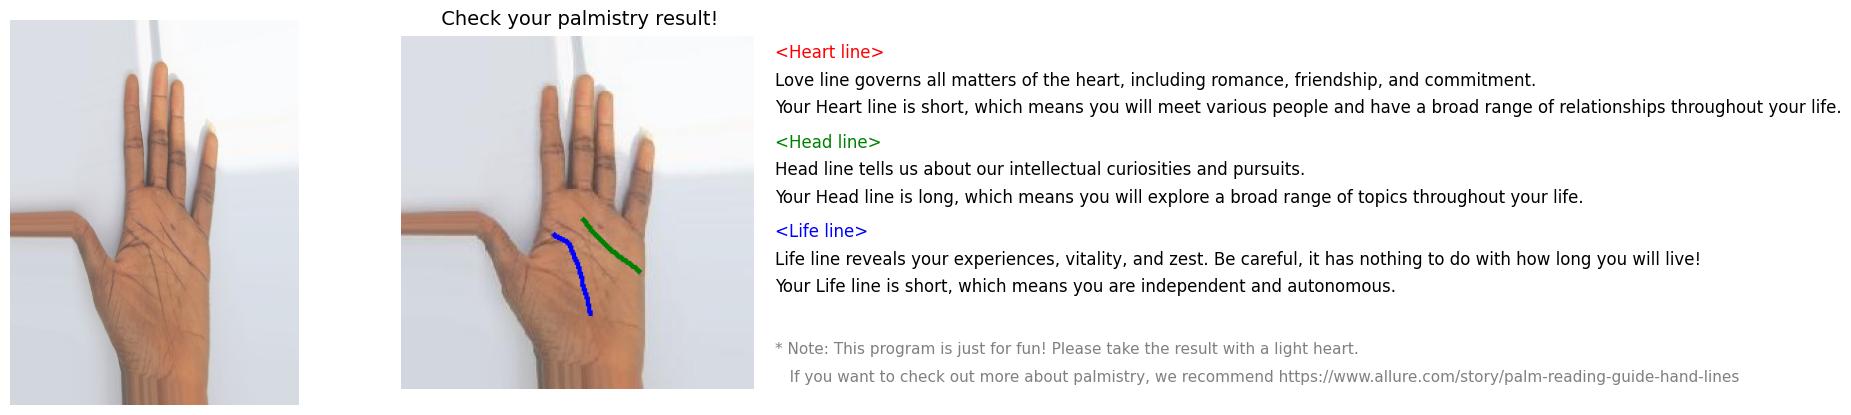 Check your palmistry result!
<Heart line>
Love line governs all matters of the heart, including romance, friendship, and commitment.
Your Heart line is short, which means you will meet various people and have a broad range of relationships throughout your life.
<Head line>
Head line tells us about our intellectual curiosities and pursuits.
Your Head line is long, which means you will explore a broad range of topics throughout your life.
<Life line>
Life line reveals your experiences, vitality, and zest. Be careful, it has nothing to do with how long you will live!
Your Life line is short, which means you are independent and autonomous.
* Note: This program is just for fun! Please take the result with a light heart.
If you want to check out more about palmistry, we recommend https://www.allure.com/story/palm-reading-guide-hand-lines